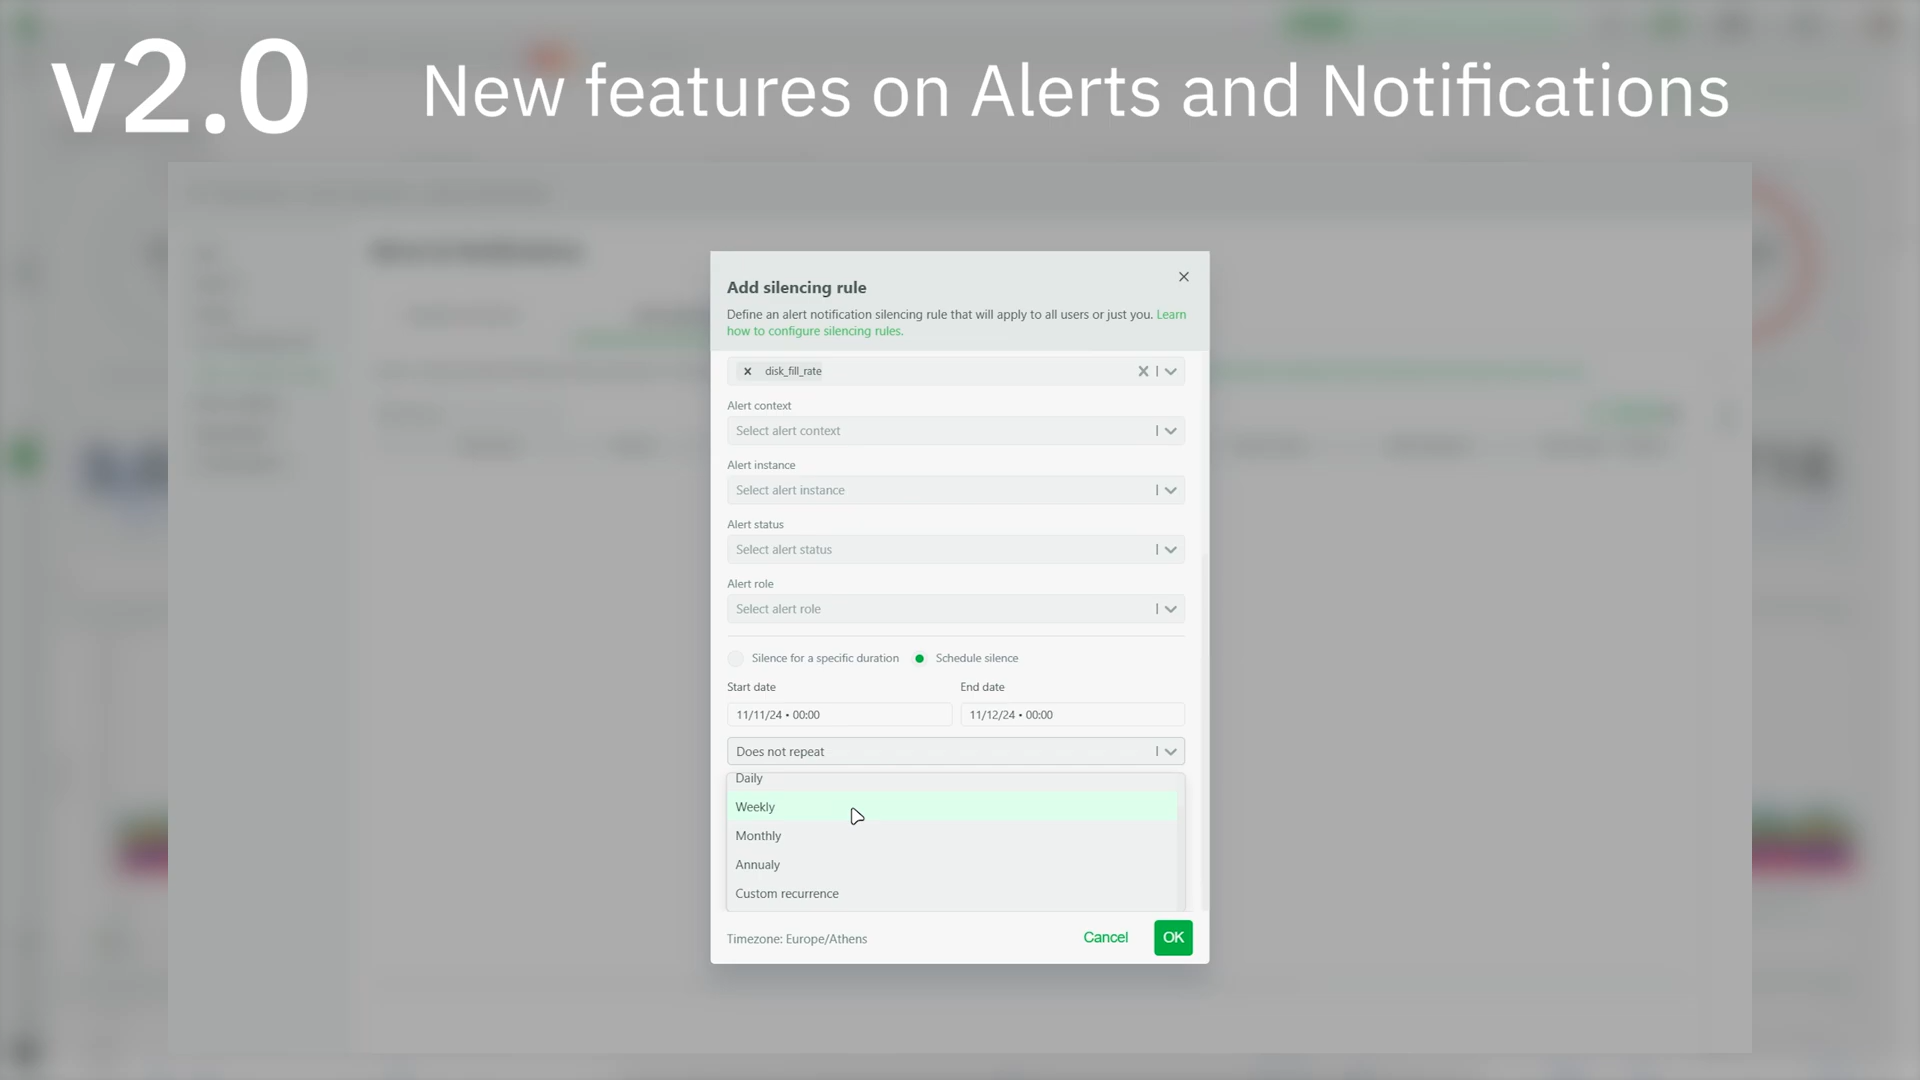 v2.0
New features on Alerts and Notifications
Add silencing rule
Define an alert notification silencing rule that will apply to all users or just you. Learn
how to configure silencing rules.
disk_fill_rate
Alert context
Select alert context
Alert instance
Select alert instance
Alert status
Select alert status
Alert role
Select alert role
Silence for a specific duration Schedule silence
Start date End date
11/11/24 • 00:00 11/12/24 • 00:00
Does not repeat
Daily
Weekly
Monthly
Annualy
Custom recurrence
Timezone: Europe/Athens Cancel OK